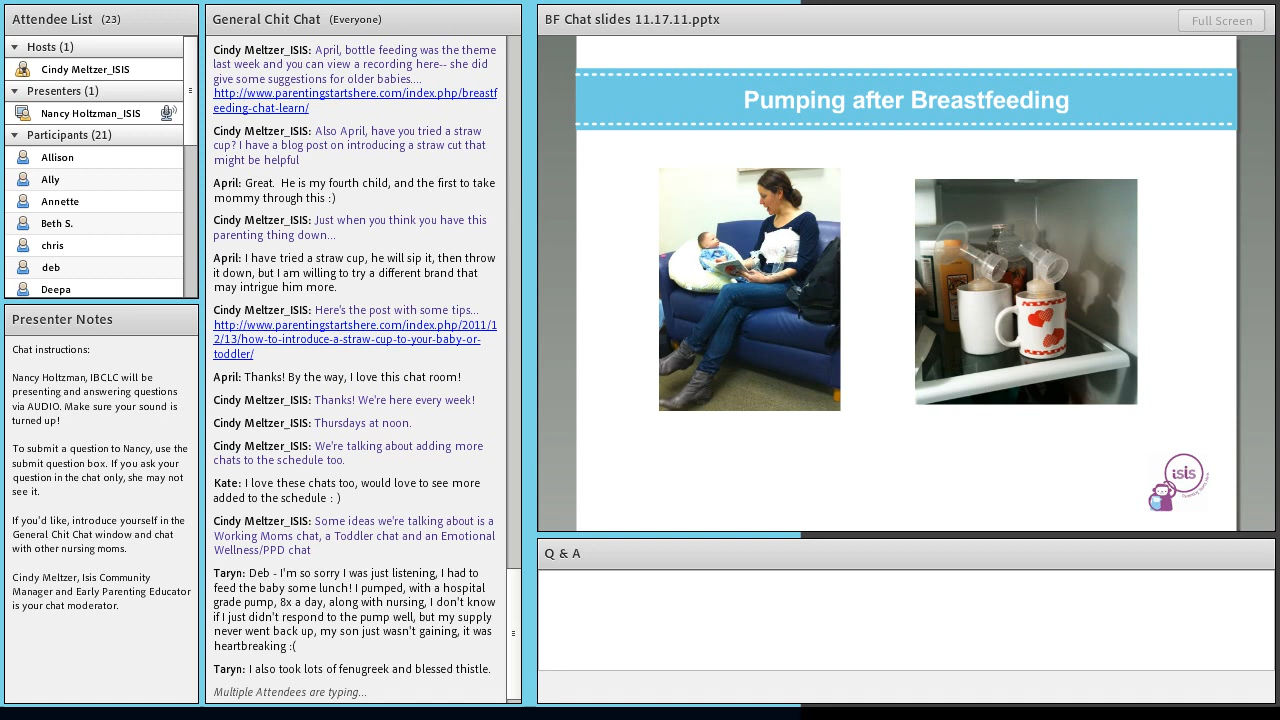 Attendee List (23)
Hosts (1)
Cindy Meltzer_ISIS
Presenters (1)
Nancy Holtzman_ISIS
Participants (21)
Allison
Ally
Annette
Beth S.
chris
deb
Deepa
Presenter Notes
Chat instructions:
Nancy Holtzman, IBCLC will be
presenting and answering questions
via AUDIO. Make sure your sound is
turned up!
To submit a question to Nancy, use the
submit question box. If you ask your
question in the chat only, she may not
see it.
If you'd like, introduce yourself in the
General Chit Chat window and chat
with other nursing moms.
Cindy Meltzer, Isis Community
Manager and Early Parenting Educator
is your chat moderator.
General Chit Chat (Everyone)
Cindy Meltzer_ISIS: April, bottle feeding was the theme
last week and you can view a recording here-- she did
give some suggestions for older babies....
http://www.parentingstartshere.com/index.php/breastf
eeding-chat-learn/
Cindy Meltzer_ISIS: Also April, have you tried a straw
cup? I have a blog post on introducing a straw cut that
might be helpful
April: Great.  He is my fourth child, and the first to take
mommy through this :)
Cindy Meltzer_ISIS: Just when you think you have this
parenting thing down...
April: I have tried a straw cup, he will sip it, then throw
it down, but I am willing to try a different brand that
may intrigue him more.
Cindy Meltzer_ISIS: Here's the post with some tips...
http://www.parentingstartshere.com/index.php/2011/1
2/13/how-to-introduce-a-straw-cup-to-your-baby-or-
toddler/
April: Thanks! By the way, I love this chat room!
Cindy Meltzer_ISIS: Thanks! We're here every week!
Cindy Meltzer_ISIS: Thursdays at noon.
Cindy Meltzer_ISIS: We're talking about adding more
chats to the schedule too.
Kate: I love these chats too, would love to see more
added to the schedule : )
Cindy Meltzer_ISIS: Some ideas we're talking about is a
Working Moms chat, a Toddler chat and an Emotional
Wellness/PPD chat
Taryn: Deb - I'm so sorry I was just listening, I had to
feed the baby some lunch! I pumped, with a hospital
grade pump, 8x a day, along with nursing, I don't know
if I just didn't respond to the pump well, but my supply
never went back up, my son just wasn't gaining, it was
heartbreaking :(
Taryn: I also took lots of fenugreek and blessed thistle.
Multiple Attendees are typing...
BF Chat slides 11.17.11.pptx
Full Screen
Pumping after Breastfeeding
isis
Q & A